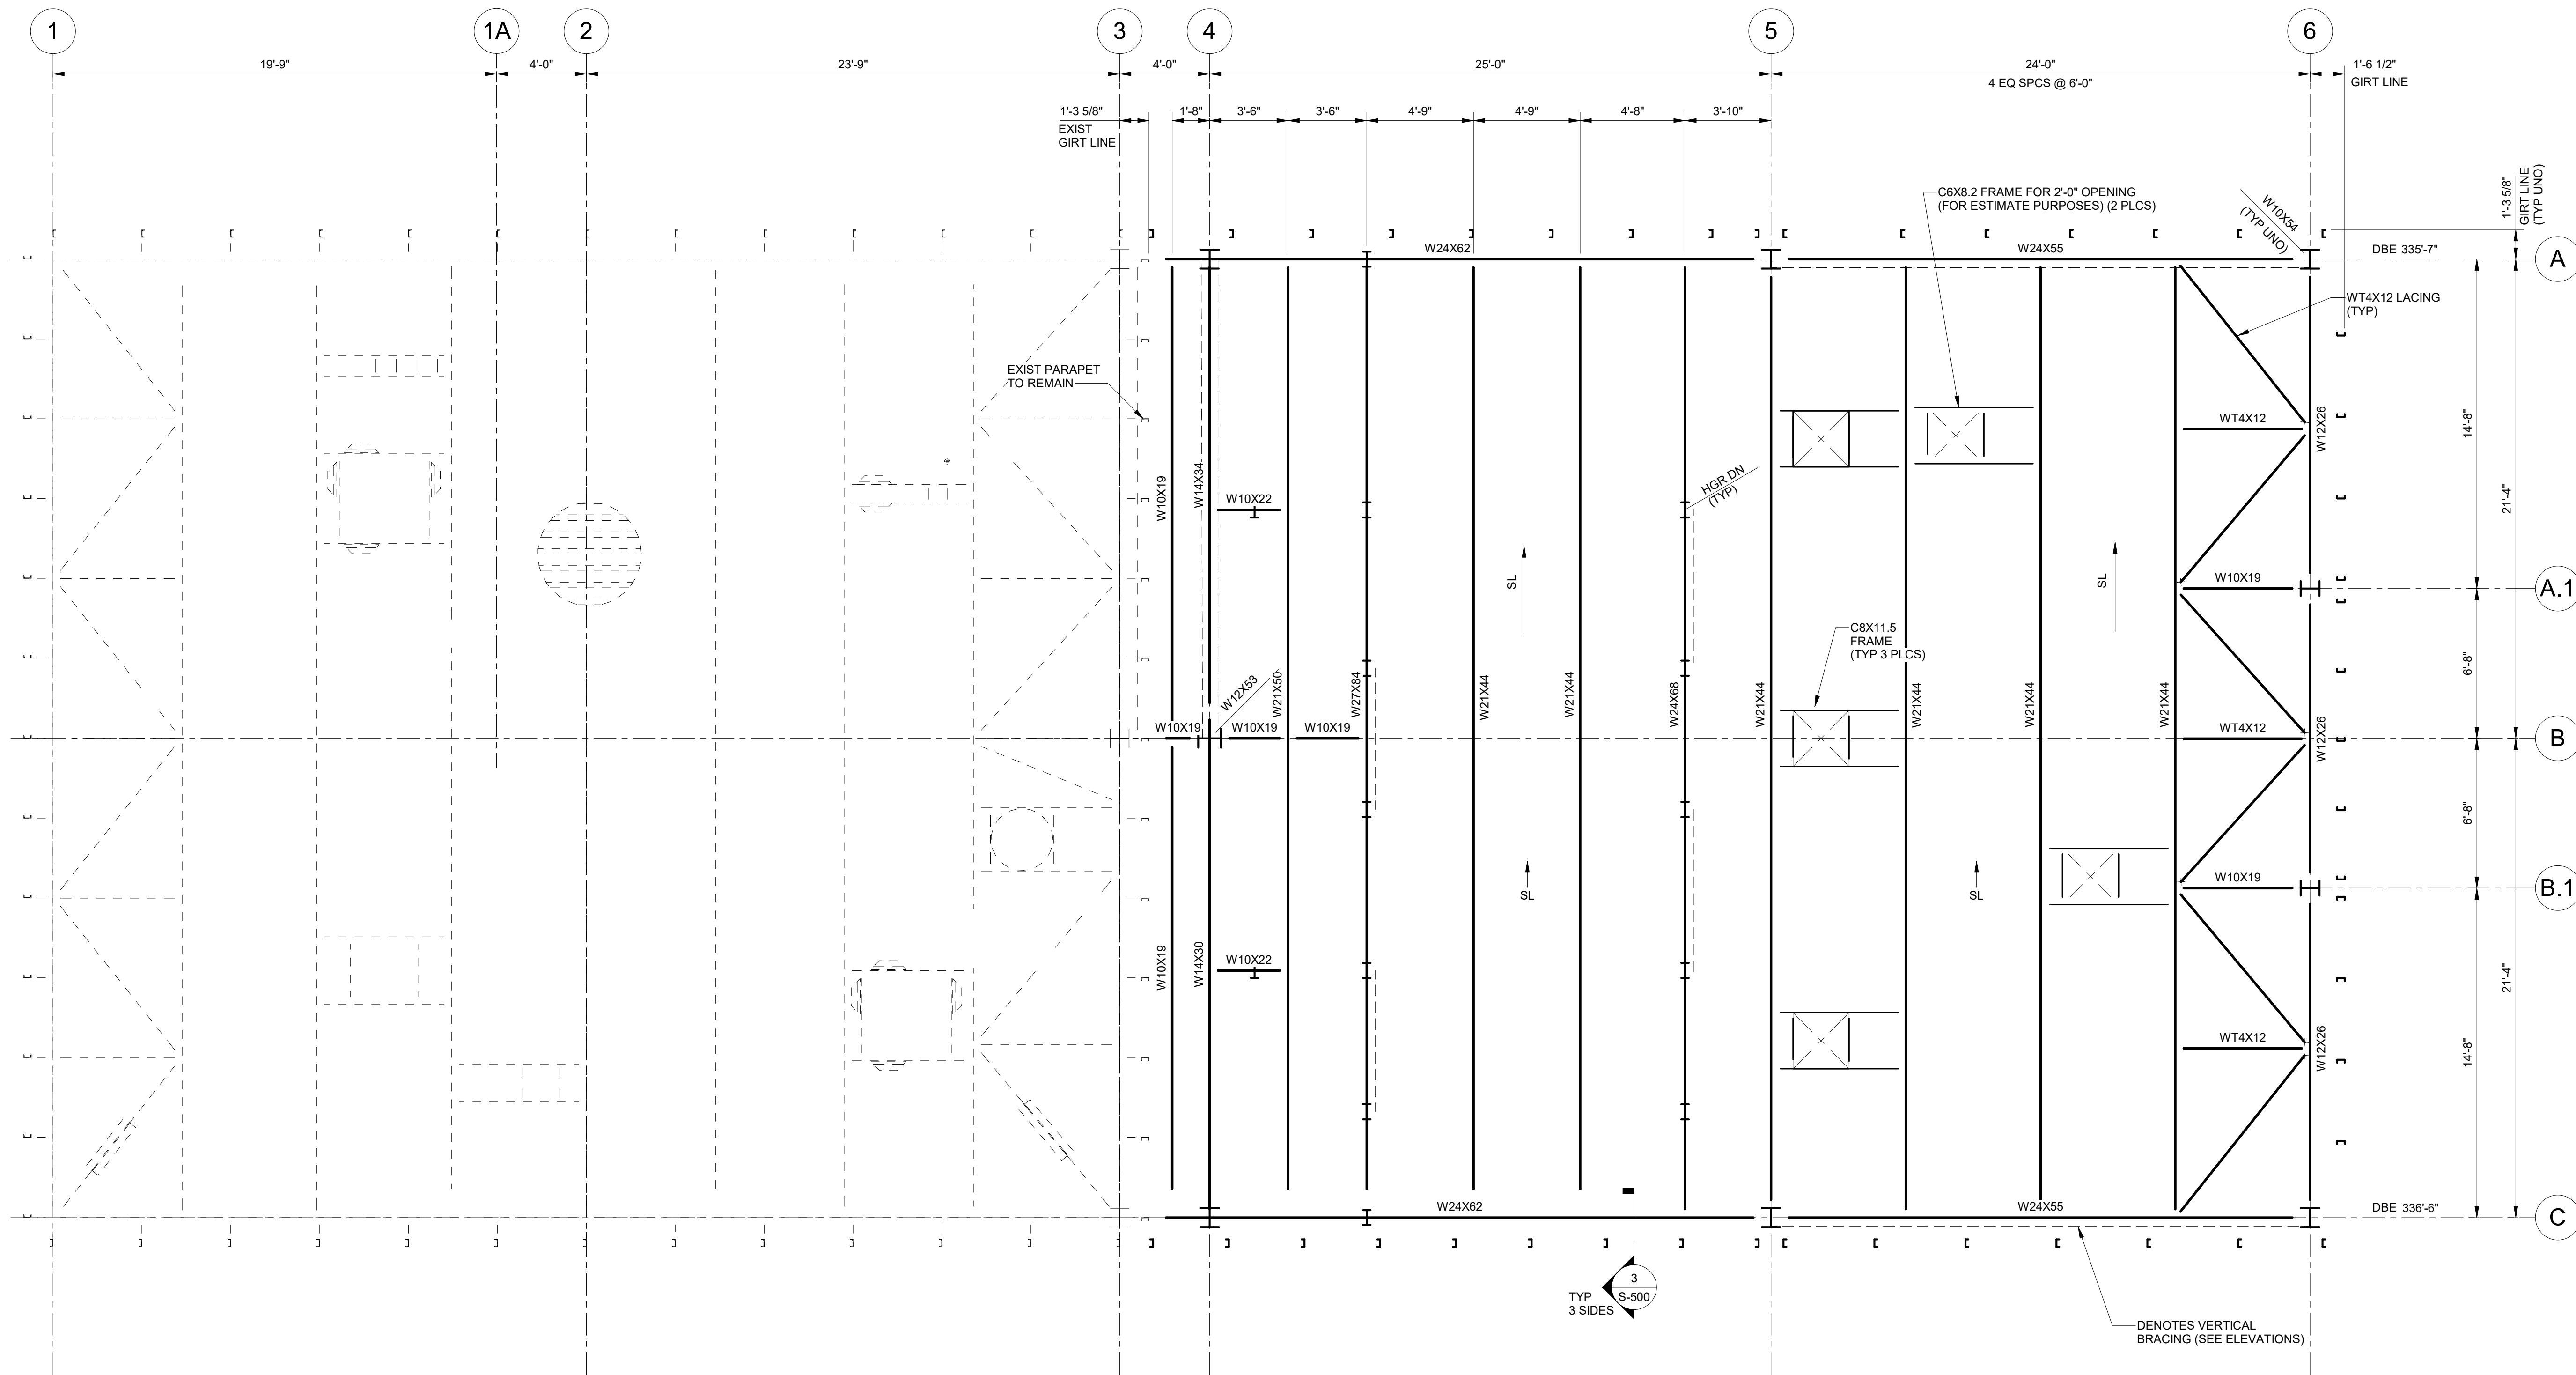 1
1A
2
3
4
5
6
19'-9"
4'-0"
23'-9"
4'-0"
25'-0"
24'-0"
4 EQ SPCS @ 6'-0"
1'-6 1/2"
GIRT LINE
1'-3 5/8"
EXIST
GIRT LINE
1'-8"
3'-6"
3'-6"
4'-9"
4'-9"
4'-8"
3'-10"
C6X8.2 FRAME FOR 2'-0" OPENING
(FOR ESTIMATE PURPOSES) (2 PLCS)
W10X54
(TYP UNO)
1'-3 5/8"
GIRT LINE
(TYP UNO)
W24X62
W24X55
DBE 335'-7"
A
WT4X12 LACING
(TYP)
EXIST PARAPET
TO REMAIN
WT4X12
W12X26
14'-8"
W10X19
W14X34
W10X22
HGR DN
(TYP)
21'-4"
SL
SL
W10X19
A.1
C8X11.5
FRAME
(TYP 3 PLCS)
6'-8"
W12X53
W21X50
W27X84
W21X44
W21X44
W24X68
W21X44
W21X44
W21X44
W21X44
W10X19
W10X19
W10X19
WT4X12
W12X26
B
6'-8"
SL
SL
W10X19
B.1
W10X19
W14X30
W10X22
21'-4"
WT4X12
W12X26
14'-8"
W24X62
W24X55
DBE 336'-6"
C
TYP
3 SIDES
3
S-500
DENOTES VERTICAL
BRACING (SEE ELEVATIONS)